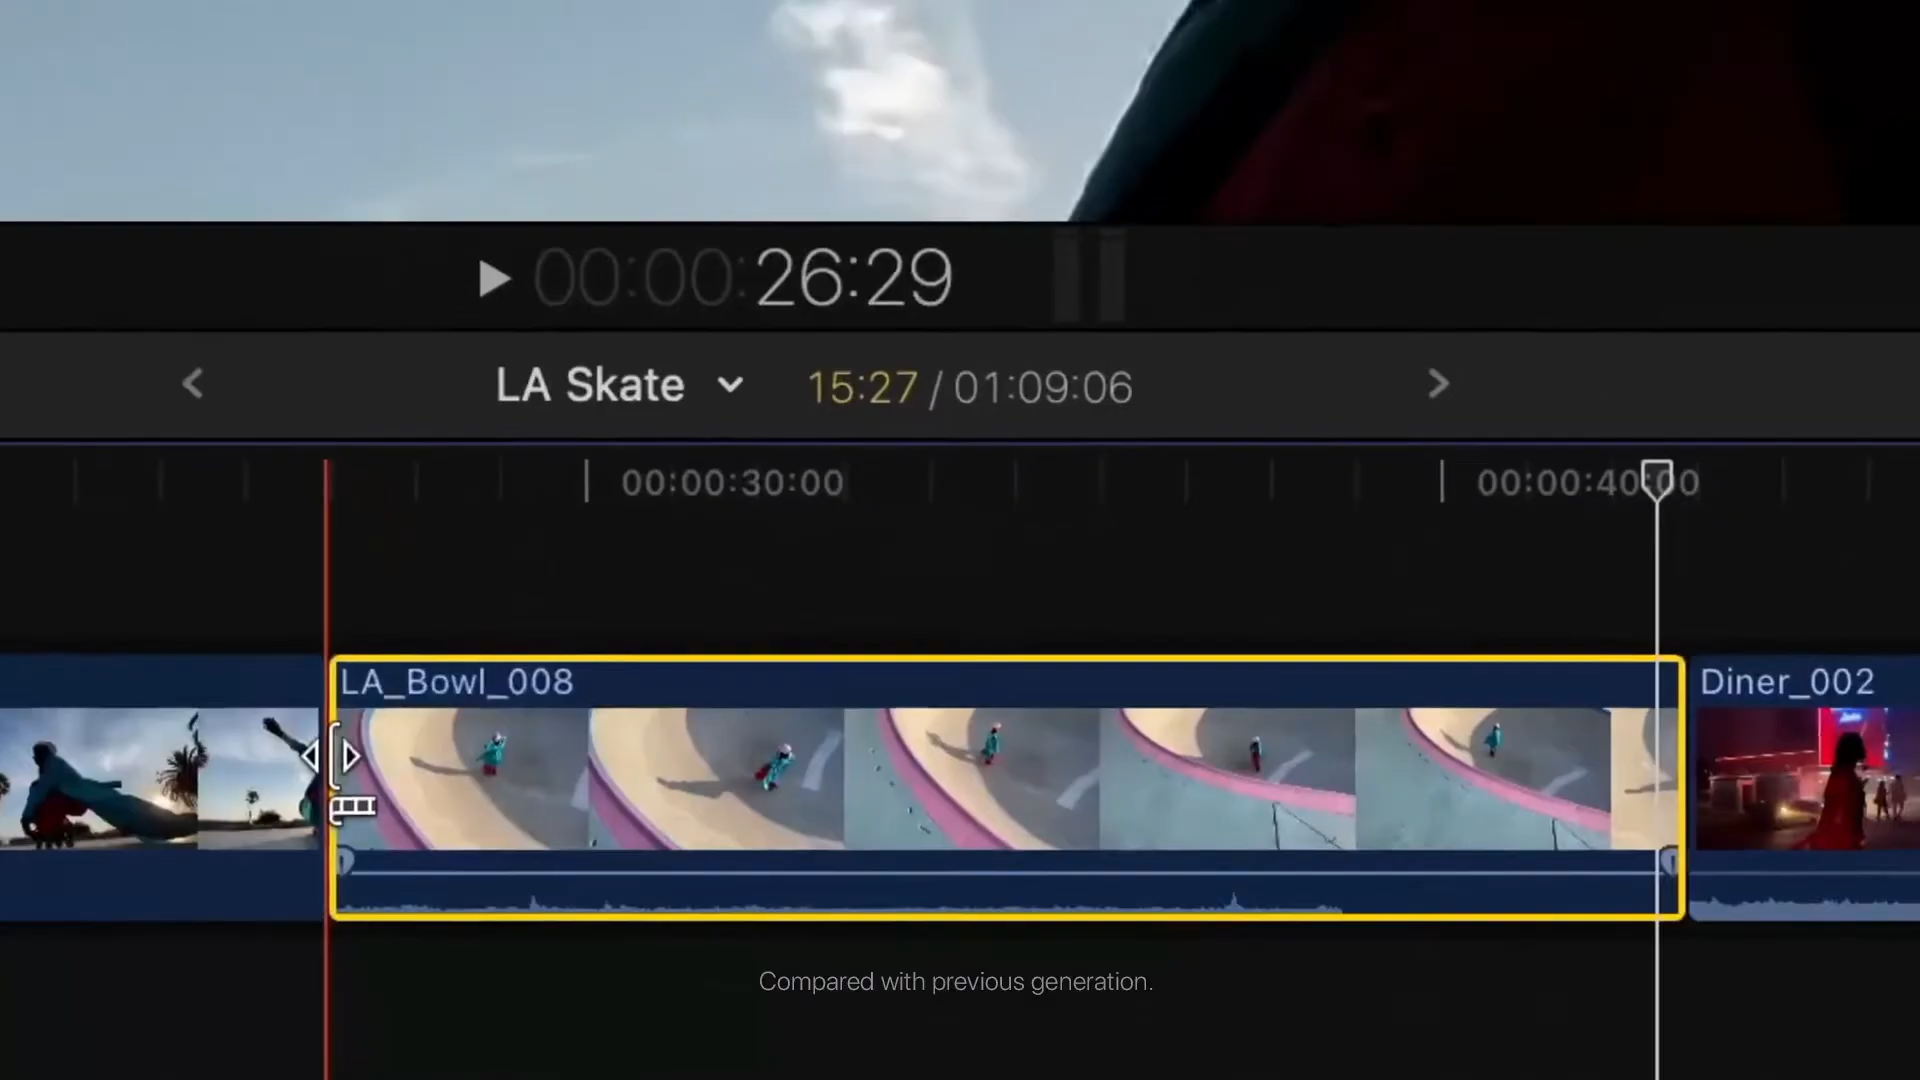 00:00:26:29
LA Skate 15:27 / 01:09:06
00:00:30:00 00:00:40:00
LA_Bowl_008 Diner_002
Compared with previous generation.